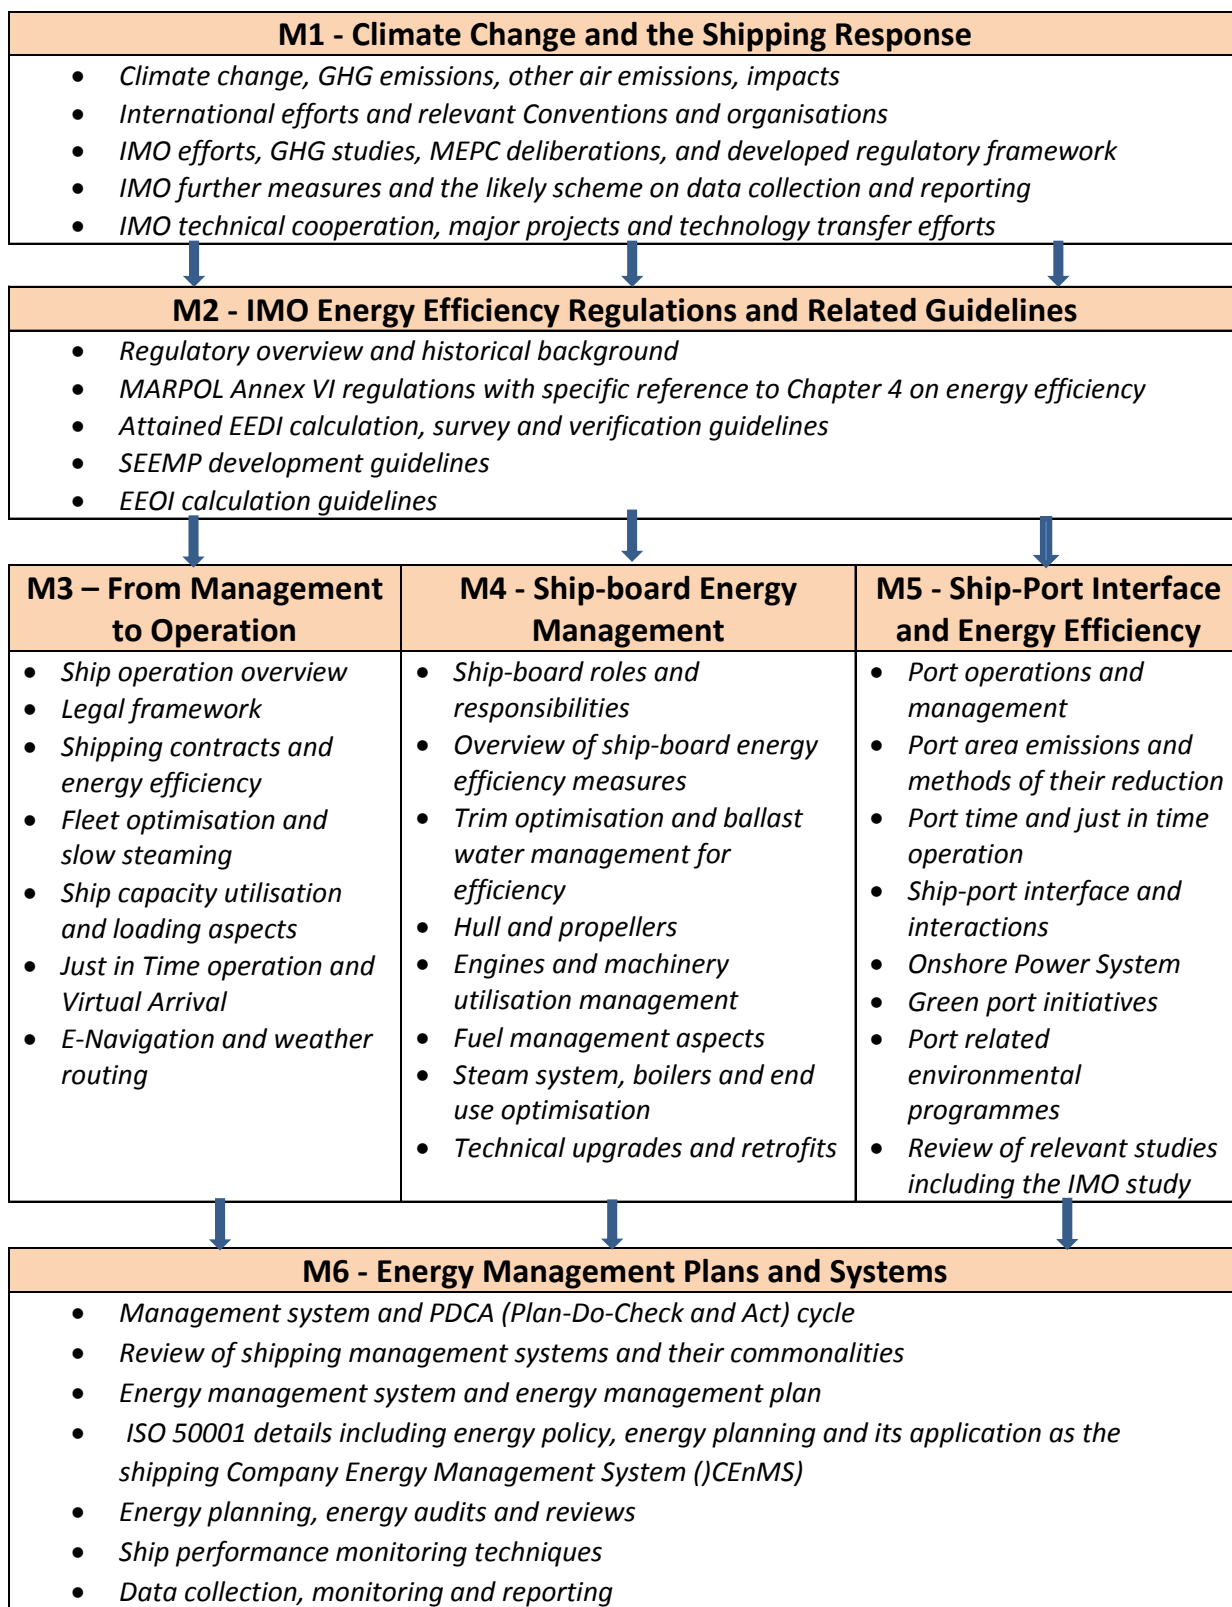 M1 - Climate Change and the Shipping Response
• Climate change, GHG emissions, other air emissions, impacts
• International efforts and relevant Conventions and organisations
• IMO efforts, GHG studies, MEPC deliberations, and developed regulatory framework
• IMO further measures and the likely scheme on data collection and reporting
• IMO technical cooperation, major projects and technology transfer efforts
M2 - IMO Energy Efficiency Regulations and Related Guidelines
• Regulatory overview and historical background
• MARPOL Annex VI regulations with specific reference to Chapter 4 on energy efficiency
• Attained EEDI calculation, survey and verification guidelines
• SEEMP development guidelines
• EEOI calculation guidelines
M3 – From Management
to Operation
• Ship operation overview
• Legal framework
• Shipping contracts and
energy efficiency
• Fleet optimisation and
slow steaming
• Ship capacity utilisation
and loading aspects
• Just in Time operation and
Virtual Arrival
• E-Navigation and weather
routing
M4 - Ship-board Energy
Management
• Ship-board roles and
responsibilities
• Overview of ship-board energy
efficiency measures
• Trim optimisation and ballast
water management for
efficiency
• Hull and propellers
• Engines and machinery
utilisation management
• Fuel management aspects
• Steam system, boilers and end
use optimisation
• Technical upgrades and retrofits
M5 - Ship-Port Interface
and Energy Efficiency
• Port operations and
management
• Port area emissions and
methods of their reduction
• Port time and just in time
operation
• Ship-port interface and
interactions
• Onshore Power System
• Green port initiatives
• Port related
environmental
programmes
• Review of relevant studies
including the IMO study
M6 - Energy Management Plans and Systems
• Management system and PDCA (Plan-Do-Check and Act) cycle
• Review of shipping management systems and their commonalities
• Energy management system and energy management plan
• ISO 50001 details including energy policy, energy planning and its application as the
shipping Company Energy Management System ()CEnMS)
• Energy planning, energy audits and reviews
• Ship performance monitoring techniques
• Data collection, monitoring and reporting